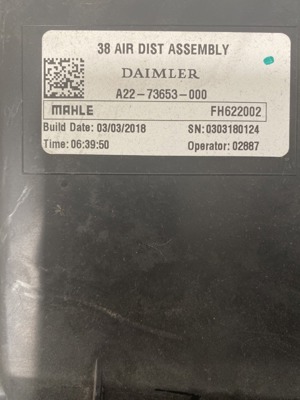 38 AIR DIST ASSEMBLY
DAIMLER
A22-73653-000
MAHLE FH622002
Build Date: 03/03/2018 SN:0303180124
Time: 06:39:50 Operator: 02887